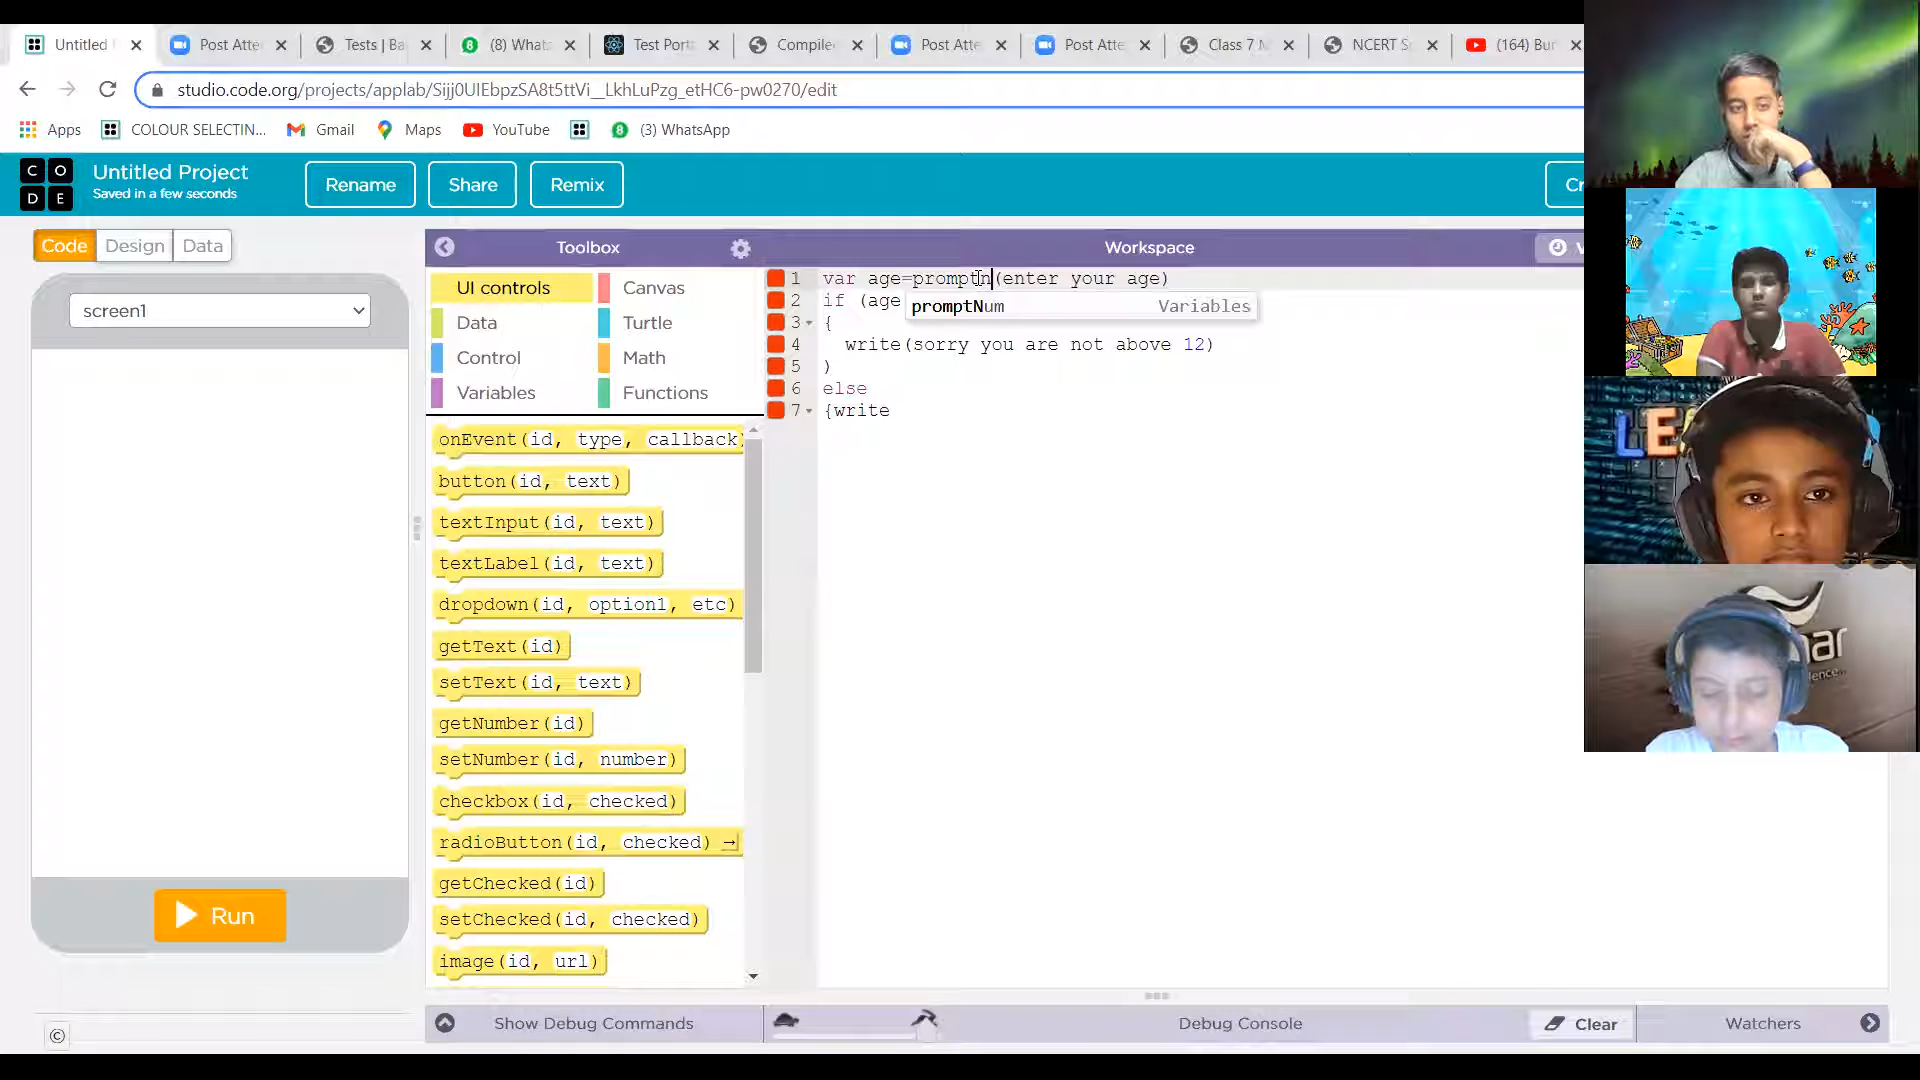 Untitled
Post Atte
Tests | Ba
(8) Whats
Test Port
Compile
Post Atte
Post Atte
Class 7 M
NCERT S
(164) Bu
studio.code.org/projects/applab/Sijj0UIEbpzSA8t5ttVi__LkhLuPzg_etHC6-pw0270/edit
Apps
COLOUR SELECTIN...
Gmail
Maps
YouTube
(3) WhatsApp
C O
D E
Untitled Project
Saved in a few seconds
Rename
Share
Remix
Cr
Code
Design
Data
Toolbox
Workspace
V
screen1
UI controls
Canvas
Data
Turtle
Control
Math
Variables
Functions
onEvent(id, type, callback)
button(id, text)
textInput(id, text)
textLabel(id, text)
dropdown(id, option1, etc)
getText(id)
setText(id, text)
getNumber(id)
setNumber(id, number)
checkbox(id, checked)
radioButton(id, checked)
getChecked(id)
setChecked(id, checked)
image(id, url)
1 var age=promptn(enter your age)
2 if (age
promptNum Variables
3 {
4 write(sorry you are not above 12)
5 )
6 else
7 {write
Run
©
Show Debug Commands
Debug Console
Clear
Watchers
LE
nar
ence...